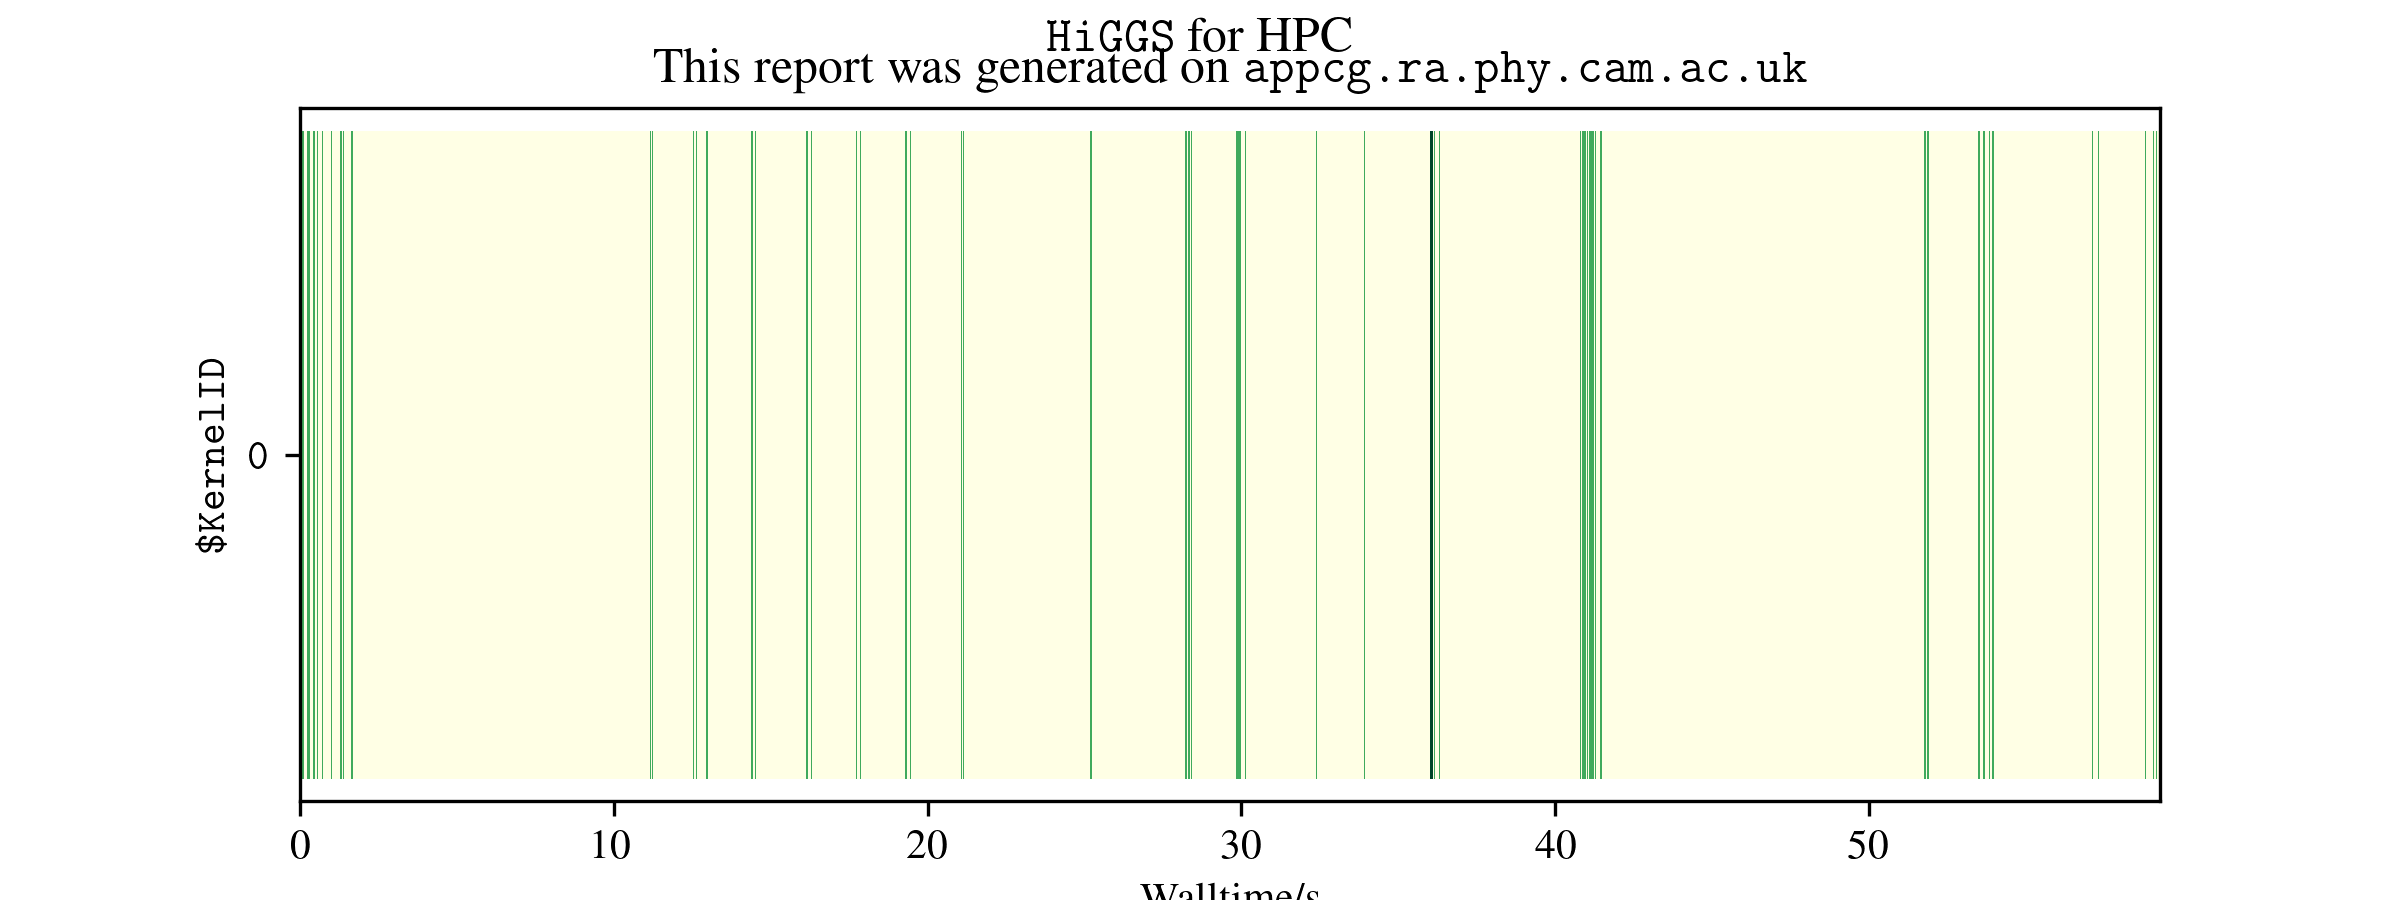 HiGGS for HPC
This report was generated on appcg.ra.phy.cam.ac.uk
$KernelID
0
0 10 20 30 40 50
Walltime/s